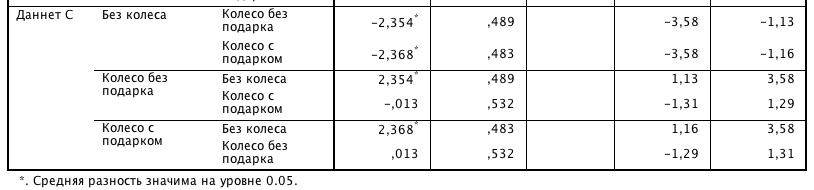 Даннет С Без колеса Колесо без подарка -2,354* ,489 -3,58 -1,13
Колесо с подарком -2,368* ,483 -3,58 -1,16
Колесо без подарка Без колеса 2,354* ,489 1,13 3,58
Колесо с подарком -,013 ,532 -1,31 1,29
Колесо с подарком Без колеса 2,368* ,483 1,16 3,58
Колесо без подарка ,013 ,532 -1,29 1,31
*. Средняя разность значима на уровне 0.05.